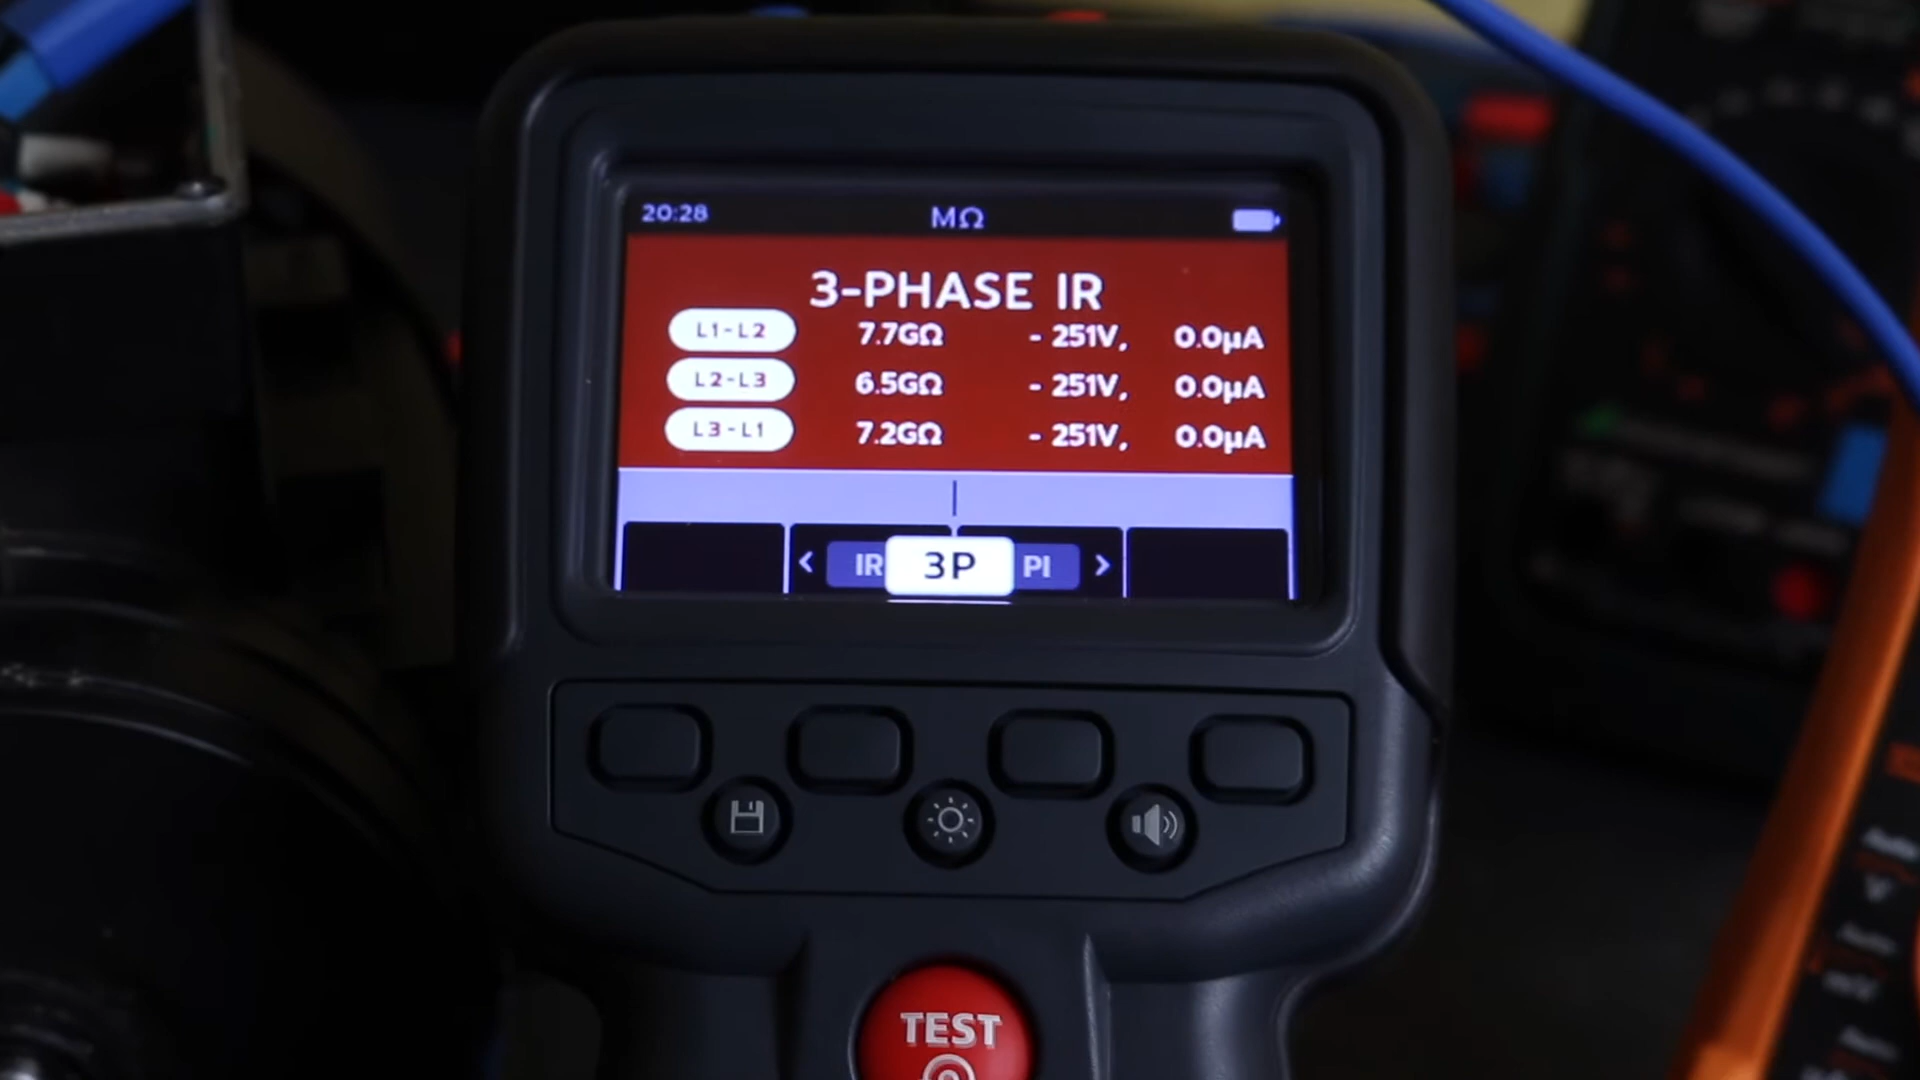 20:28 MΩ
3-PHASE IR
L1-L2 7.7GΩ - 251V, 0.0µA
L2-L3 6.5GΩ - 251V, 0.0µA
L3-L1 7.2GΩ - 251V, 0.0µA
< IR 3P PI >
TEST